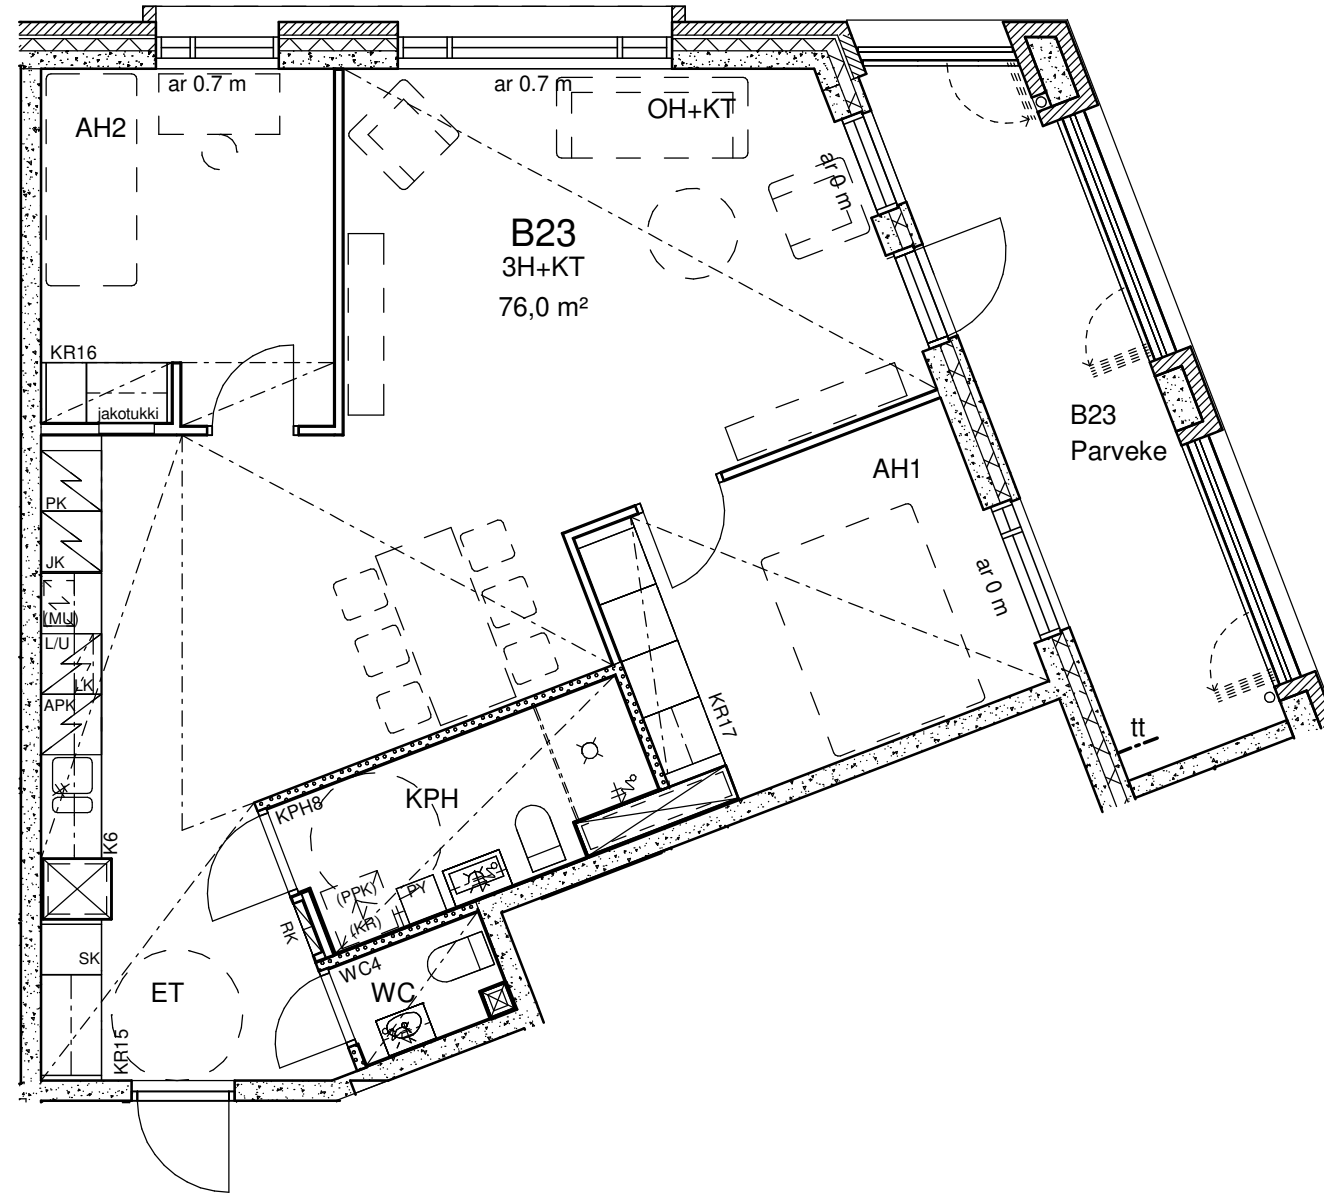 ar 0.7 m
ar 0.7 m
AH2
OH+KT
ar 0 m
B23
3H+KT
76,0 m²
KR16
jakotukki
B23
Parveke
AH1
PK
JK
(MU)
L/U
LK
APK
ar 0 m
KR17
tt
KPH
KPH8
K6
(PPK)
PY
(KR)
RK
SK
WC4
WC
ET
KR15